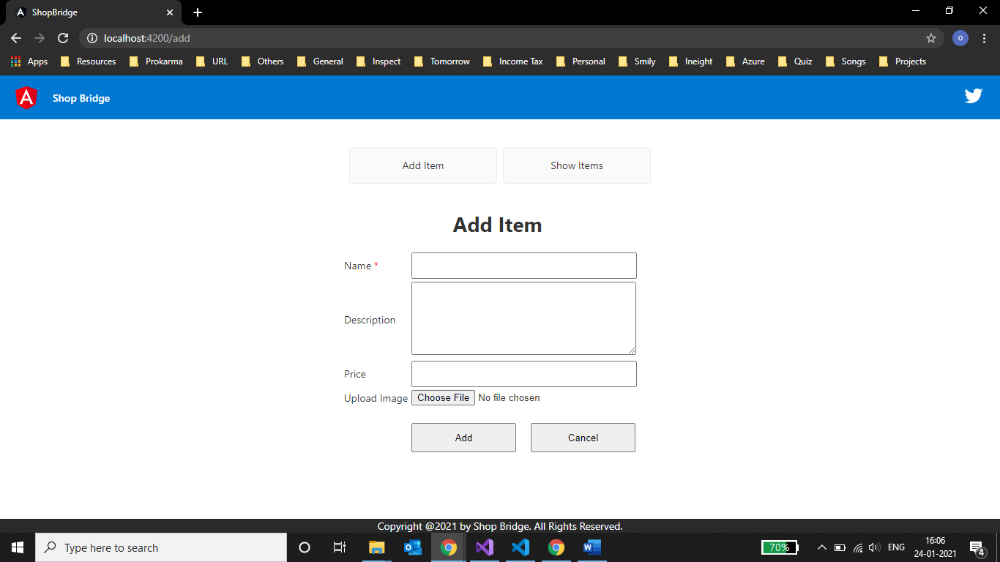 ShopBridge
localhost:4200/add
O
Apps Resources Prokarma URL Others General Inspect Tomorrow Income Tax Personal Smily Ineight Azure Quiz Songs Projects
A Shop Bridge
Add Item Show Items
Add Item
Name *
Description
Price
Upload Image Choose File No file chosen
Add Cancel
Copyright @2021 by Shop Bridge. All Rights Reserved.
Type here to search
70% ENG 16:06
24-01-2021 4